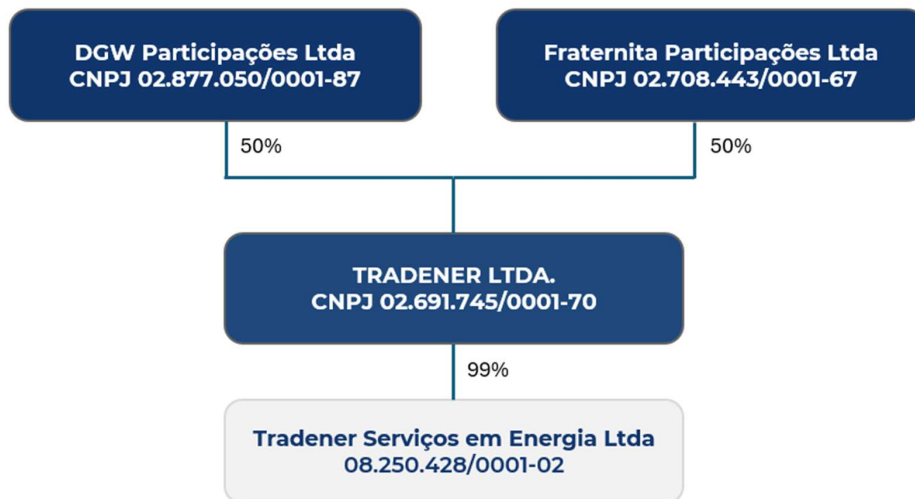 DGW Participações Ltda
CNPJ 02.877.050/0001-87
Fraternita Participações Ltda
CNPJ 02.708.443/0001-67
50%
50%
TRADENER LTDA.
CNPJ 02.691.745/0001-70
99%
Tradener Serviços em Energia Ltda
08.250.428/0001-02